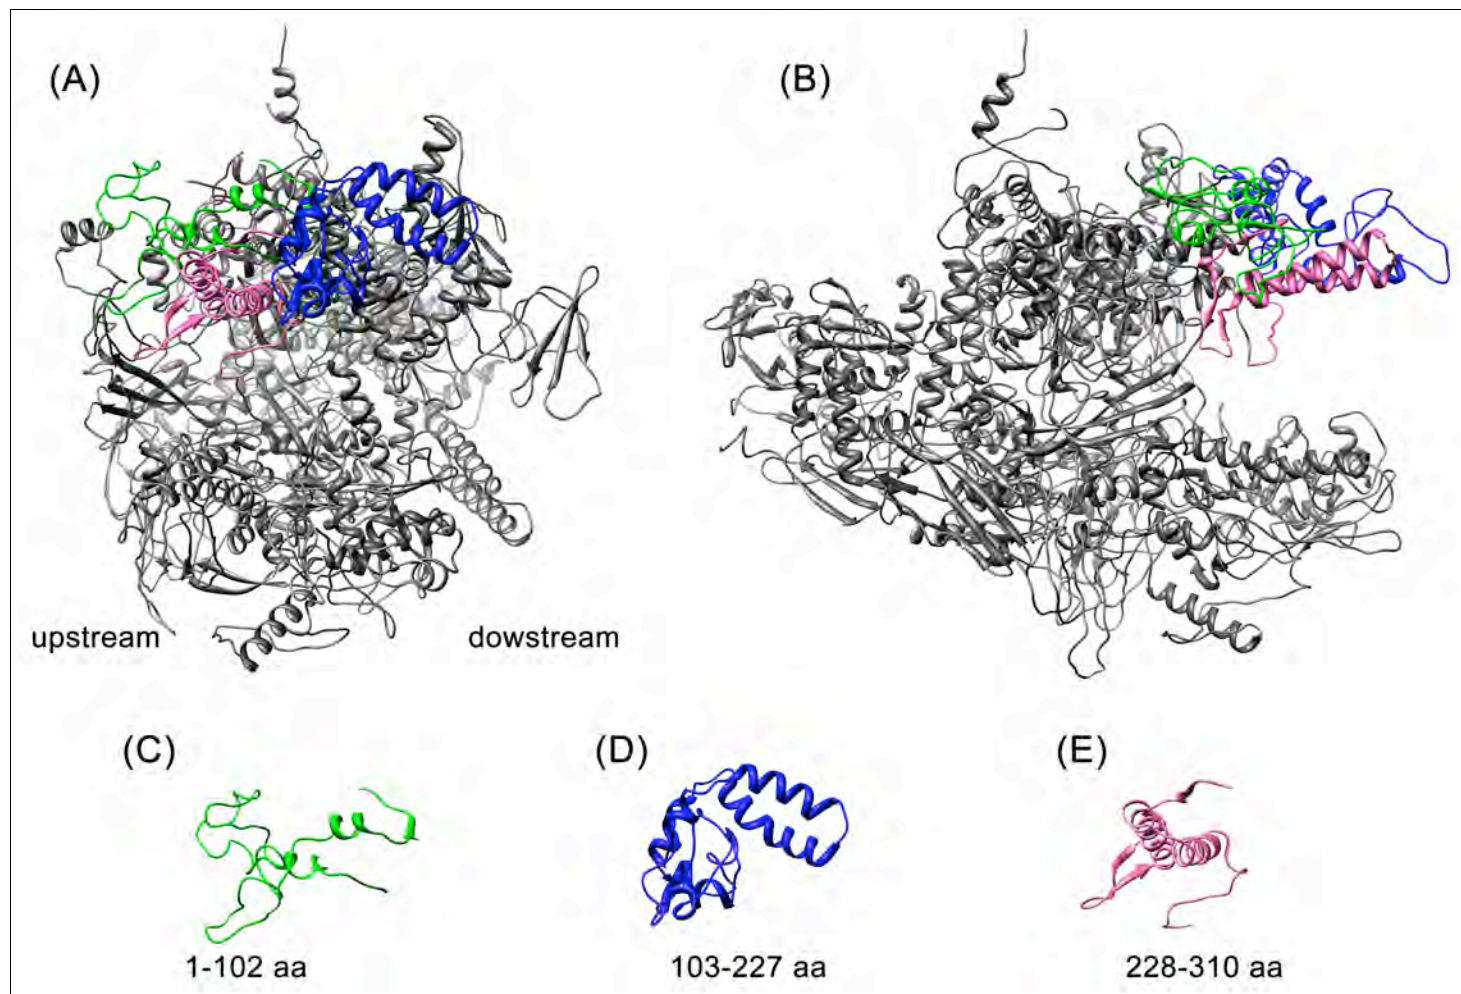 (A)
(B)
upstream
dowstream
(C)
(D)
(E)
1-102 aa
103-227 aa
228-310 aa